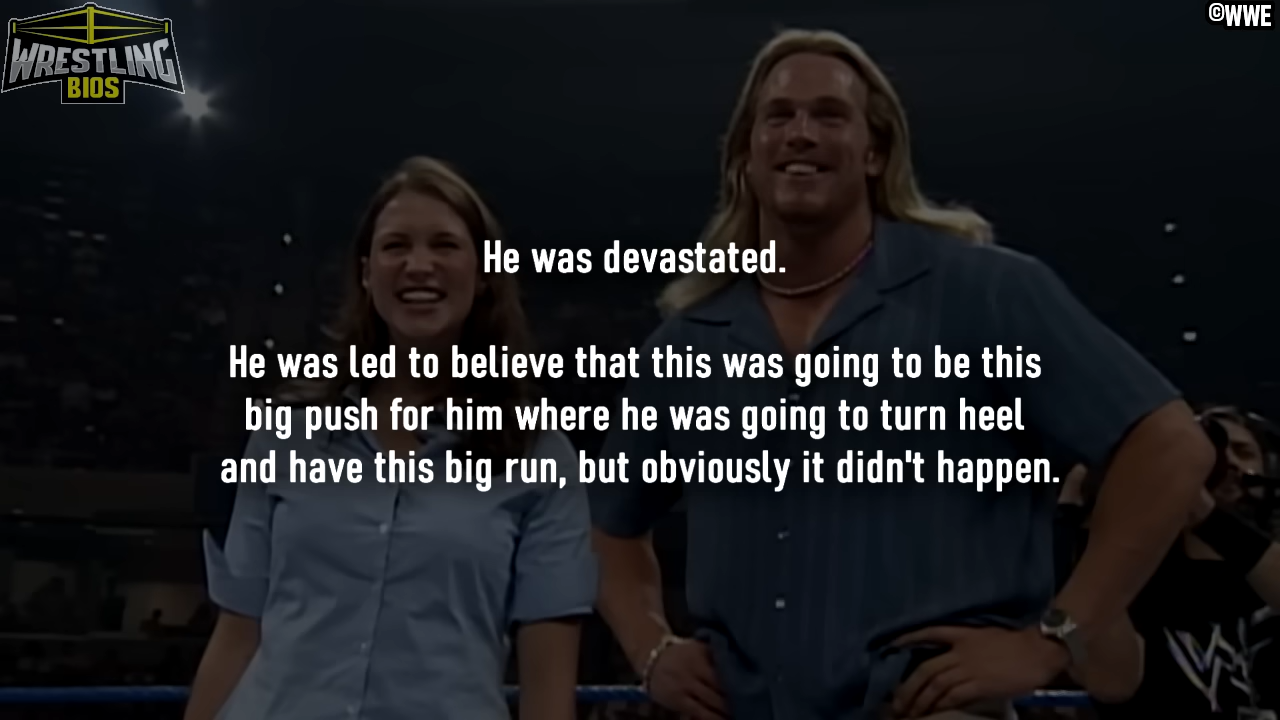 WRESTLING
BIOS
©WWE
He was devastated.
He was led to believe that this was going to be this
big push for him where he was going to turn heel
and have this big run, but obviously it didn't happen.